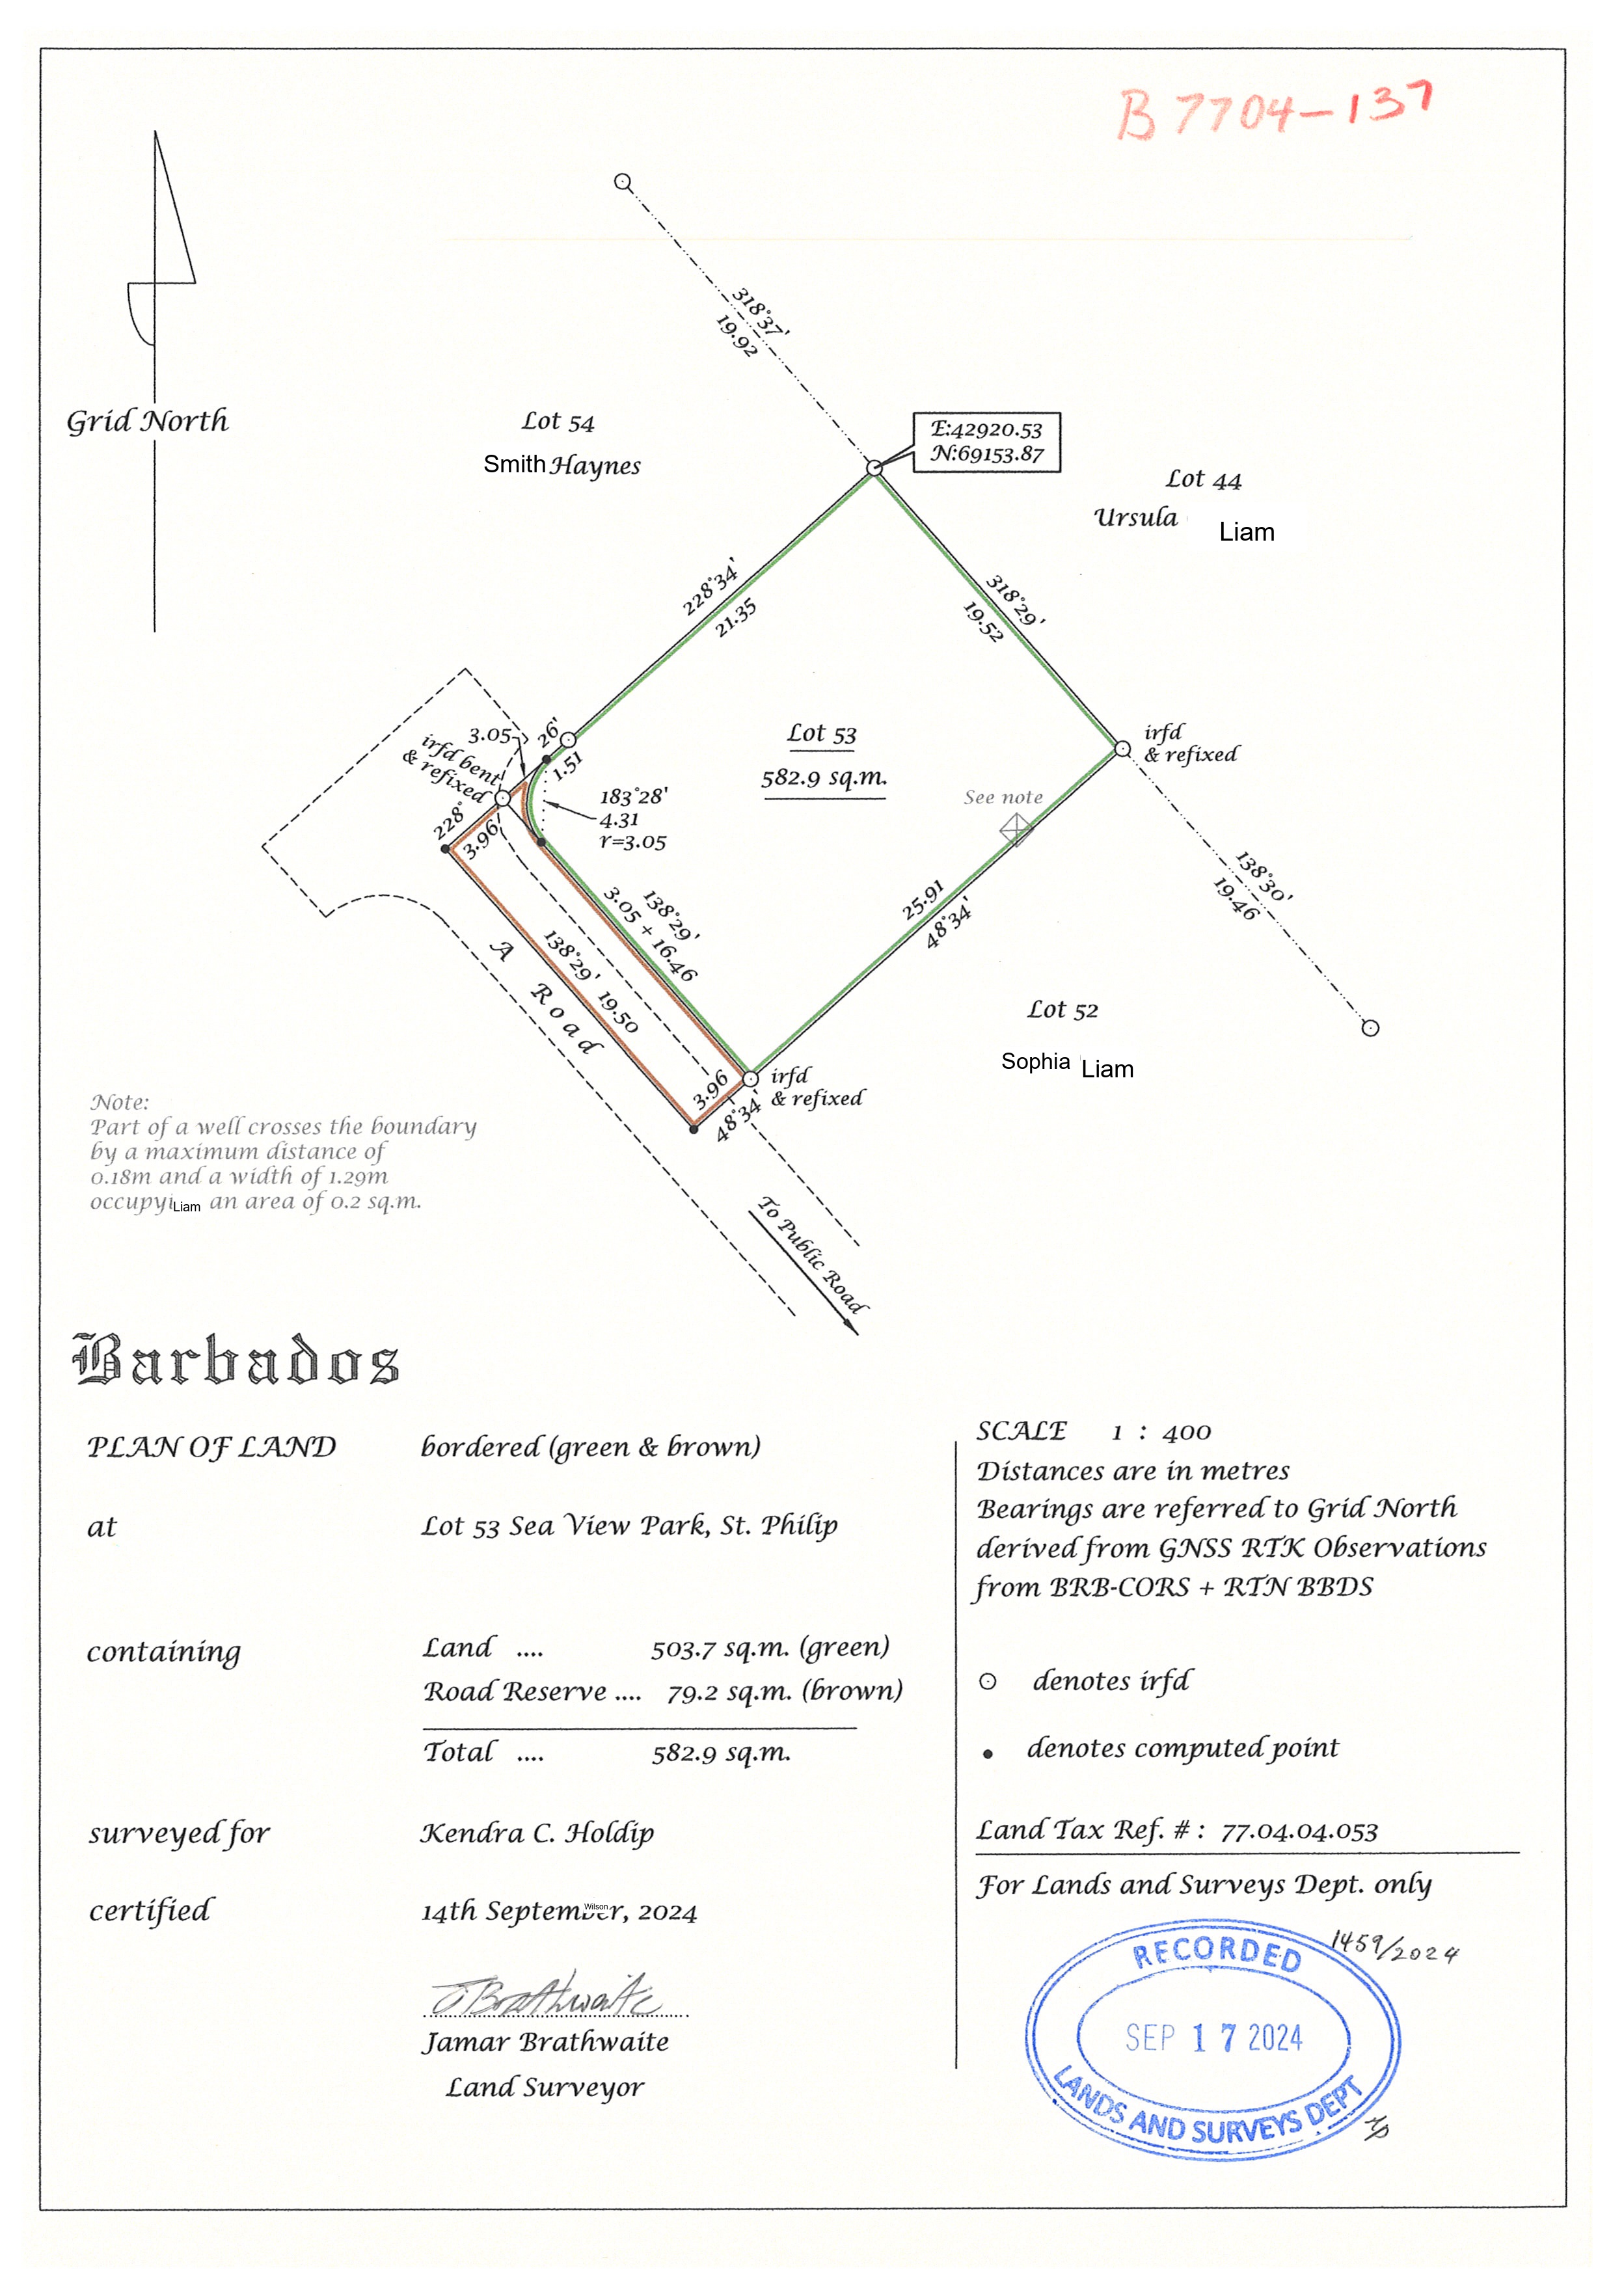 B 7704-137
318°37'
19.92
Grid North
Lot 54
Smith Haynes
E:42920.53
N:69153.87
Lot 44
Ursula Liam
228°34'
21.35
318°29'
19.52
3.05
26'
1.51
irfd bent
& refixed
228°
3.96
183°28'
4.31
r=3.05
Lot 53
582.9 sq.m.
irfd
& refixed
See note
138°29'
3.05 + 16.46
25.91
48°34'
138°30'
19.46
A Road
138°29' 19.50
Lot 52
Sophia Liam
3.96
48°34'
irfd
& refixed
Note:
Part of a well crosses the boundary
by a maximum distance of
0.18m and a width of 1.29m
occupyi Liam an area of 0.2 sq.m.
To Public Road
Barbados
PLAN OF LAND bordered (green & brown)
at Lot 53 Sea View Park, St. Philip
containing Land .... 503.7 sq.m. (green)
Road Reserve .... 79.2 sq.m. (brown)
Total .... 582.9 sq.m.
surveyed for Kendra C. Holdip
certified 14th September, 2024
Wilson
Jamar Brathwaite
Land Surveyor
SCALE 1 : 400
Distances are in metres
Bearings are referred to Grid North
derived from GNSS RTK Observations
from BRB-CORS + RTN BBDS
denotes irfd
denotes computed point
Land Tax Ref. # : 77.04.04.053
For Lands and Surveys Dept. only
1459/2024
RECORDED
SEP 17 2024
LANDS AND SURVEYS DEPT